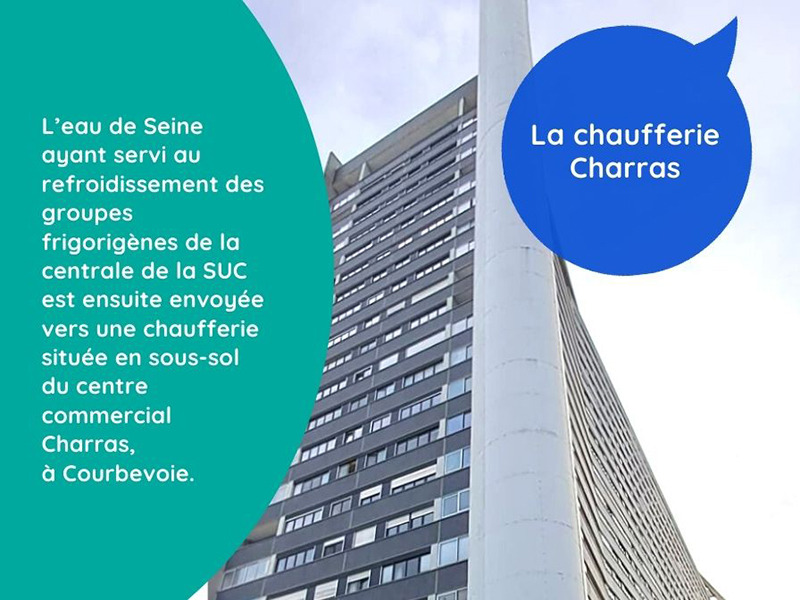 L'eau de Seine
ayant servi au
refroidissement des
groupes
frigorigènes de la
centrale de la SUC
est ensuite envoyée
vers une chaufferie
située en sous-sol
du centre
commercial
Charras,
à Courbevoie.
La chaufferie
Charras